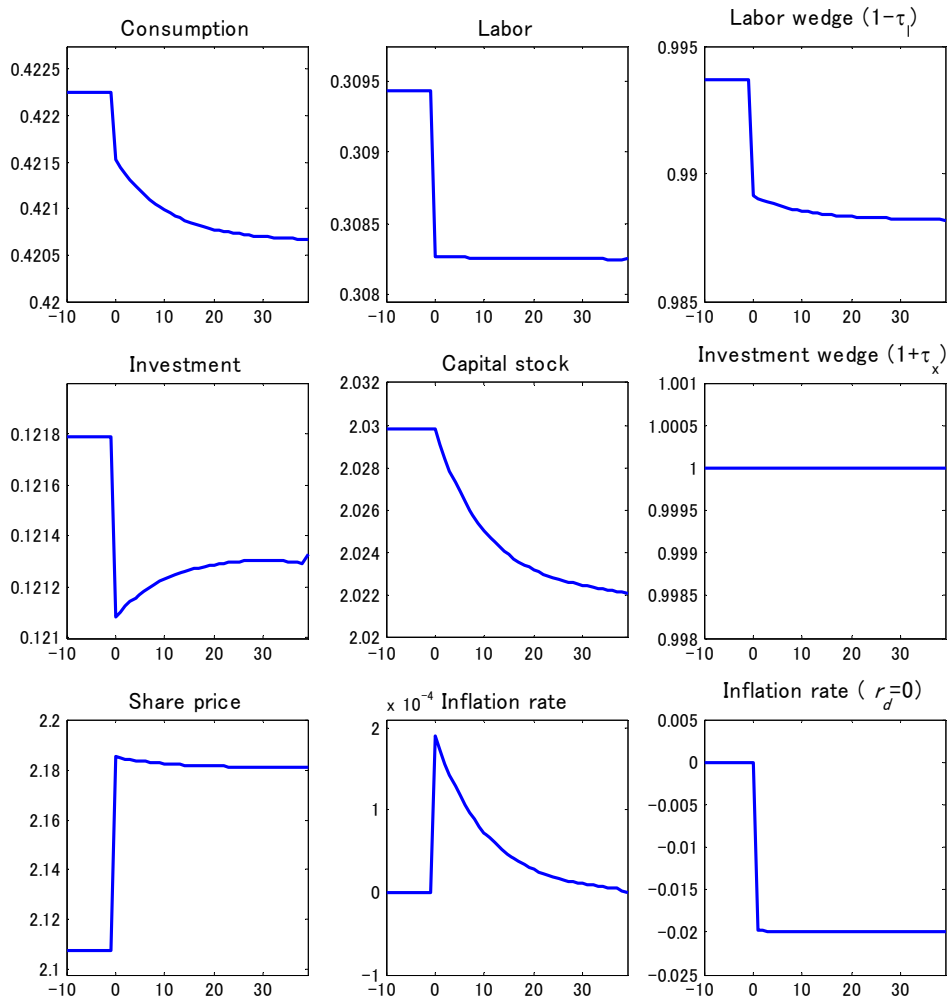 Consumption
0.4225
0.422
0.4215
0.421
0.4205
0.42
-10 0 10 20 30
Labor
0.3095
0.309
0.3085
0.308
-10 0 10 20 30
Labor wedge (1-τl)
0.995
0.99
0.985
-10 0 10 20 30
Investment
0.1218
0.1216
0.1214
0.1212
0.121
-10 0 10 20 30
Capital stock
2.032
2.03
2.028
2.026
2.024
2.022
2.02
-10 0 10 20 30
Investment wedge (1+τx)
1.001
1.0005
1
0.9995
0.999
0.9985
0.998
-10 0 10 20 30
Share price
2.2
2.18
2.16
2.14
2.12
2.1
-10 0 10 20 30
x 10-4 Inflation rate
2
1
0
-1
-10 0 10 20 30
Inflation rate ( rd=0)
0.005
0
-0.005
-0.01
-0.015
-0.02
-0.025
-10 0 10 20 30